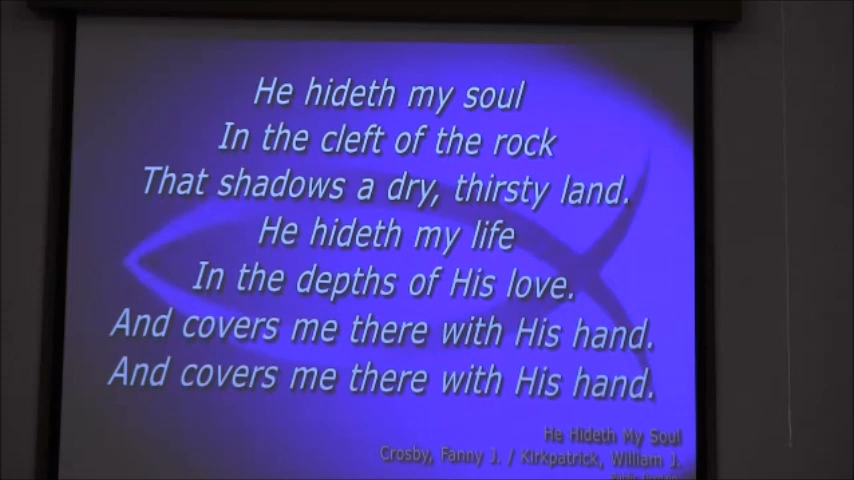 He hideth my soul
In the cleft of the rock
That shadows a dry, thirsty land.
He hideth my life
In the depths of His love.
And covers me there with His hand.
And covers me there with His hand.
He Hideth My Soul
Crosby, Fanny J. / Kirkpatrick, William J.